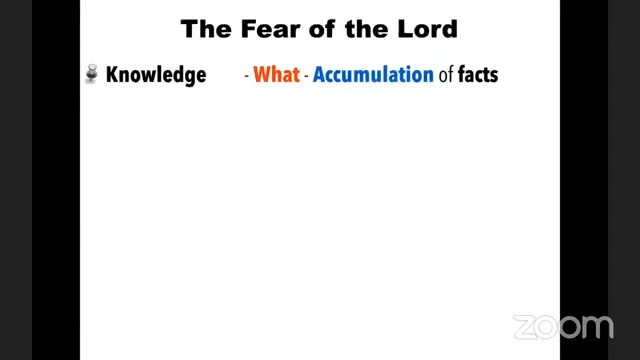 The Fear of the Lord
Knowledge - What - Accumulation of facts
zoom